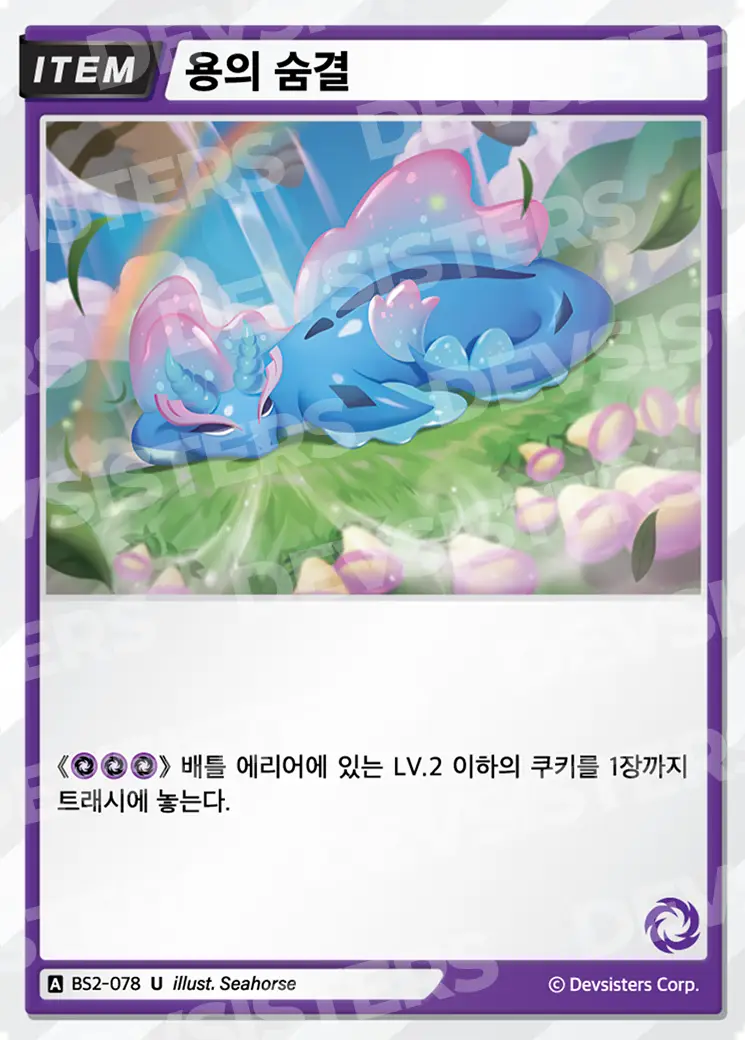 ITEM
용의 숨결
《》 배틀 에리어에 있는 LV.2 이하의 쿠키를 1장까지
트래시에 놓는다.
A BS2-078 U illust. Seahorse
© Devsisters Corp.
DEVSISTERS